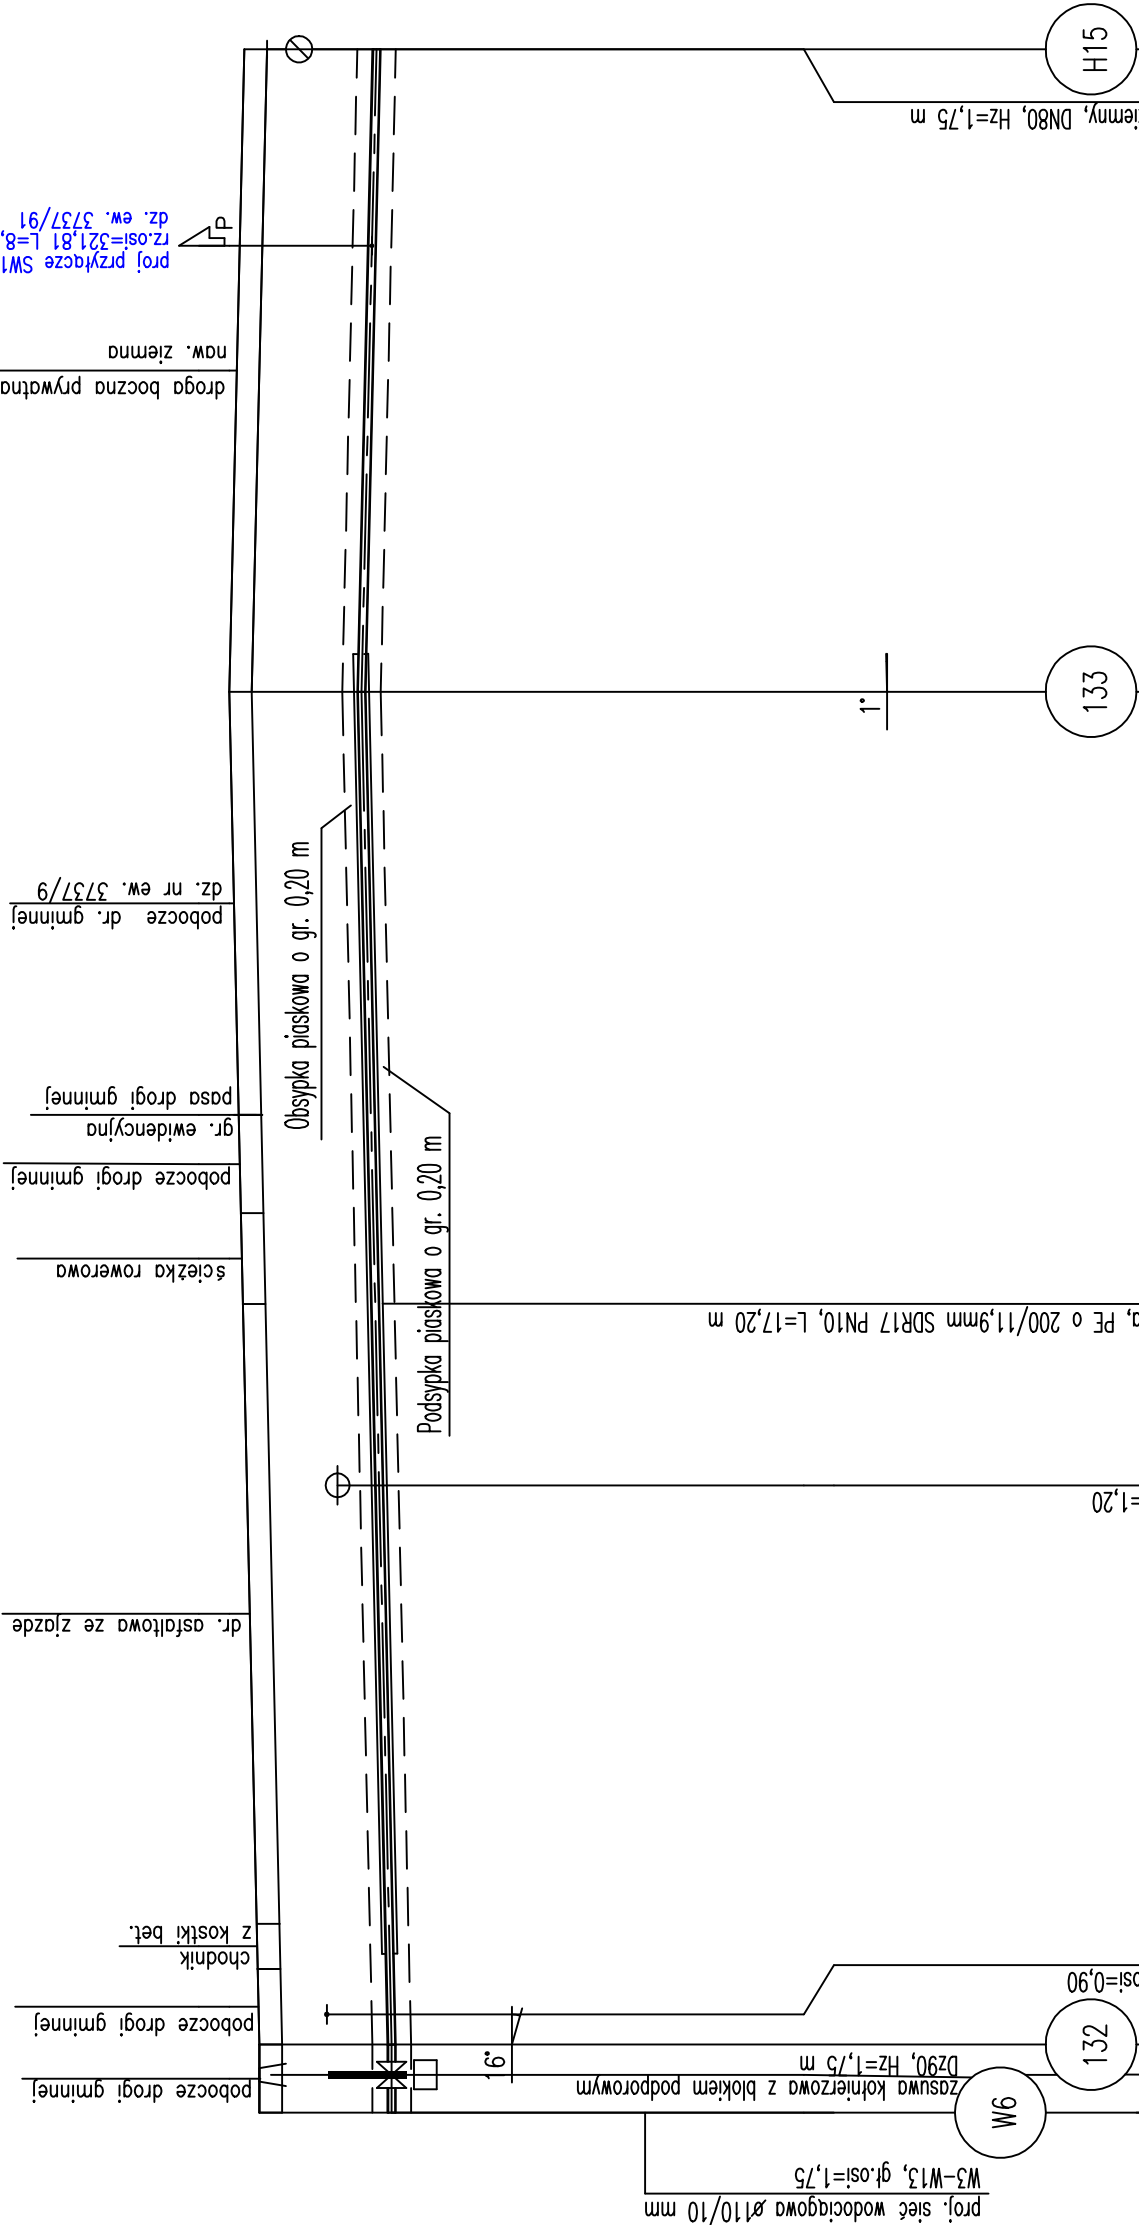 H15
ziemny, DN80, Hz=1,75 m
proj przyłącze SW1
rz.osi=321,81 L=8,
dz. ew. 3737/91
P
droga boczna prywatna
naw. ziemna
133
1°
pobocze dr. gminnej
dz. nr ew. 3737/9
Obsypka piaskowa o gr. 0,20 m
gr. ewidencyjna
pasa drogi gminnej
pobocze drogi gminnej
Podsypka piaskowa o gr. 0,20 m
ścieżka rowerowa
a, PE o 200/11,9mm SDR17 PN10, L=17,20 m
=1,20
dr. asfaltowa ze zjazde
chodnik
z kostki bet.
osi=0,90
pobocze drogi gminnej
132
16°
pobocze drogi gminnej
zasuwa kołnierzowa z blokiem podporowym
Dz90, Hz=1,75 m
W6
proj. sieć wodociągowa ø110/10 mm
W3-W13, gł.osi=1,75